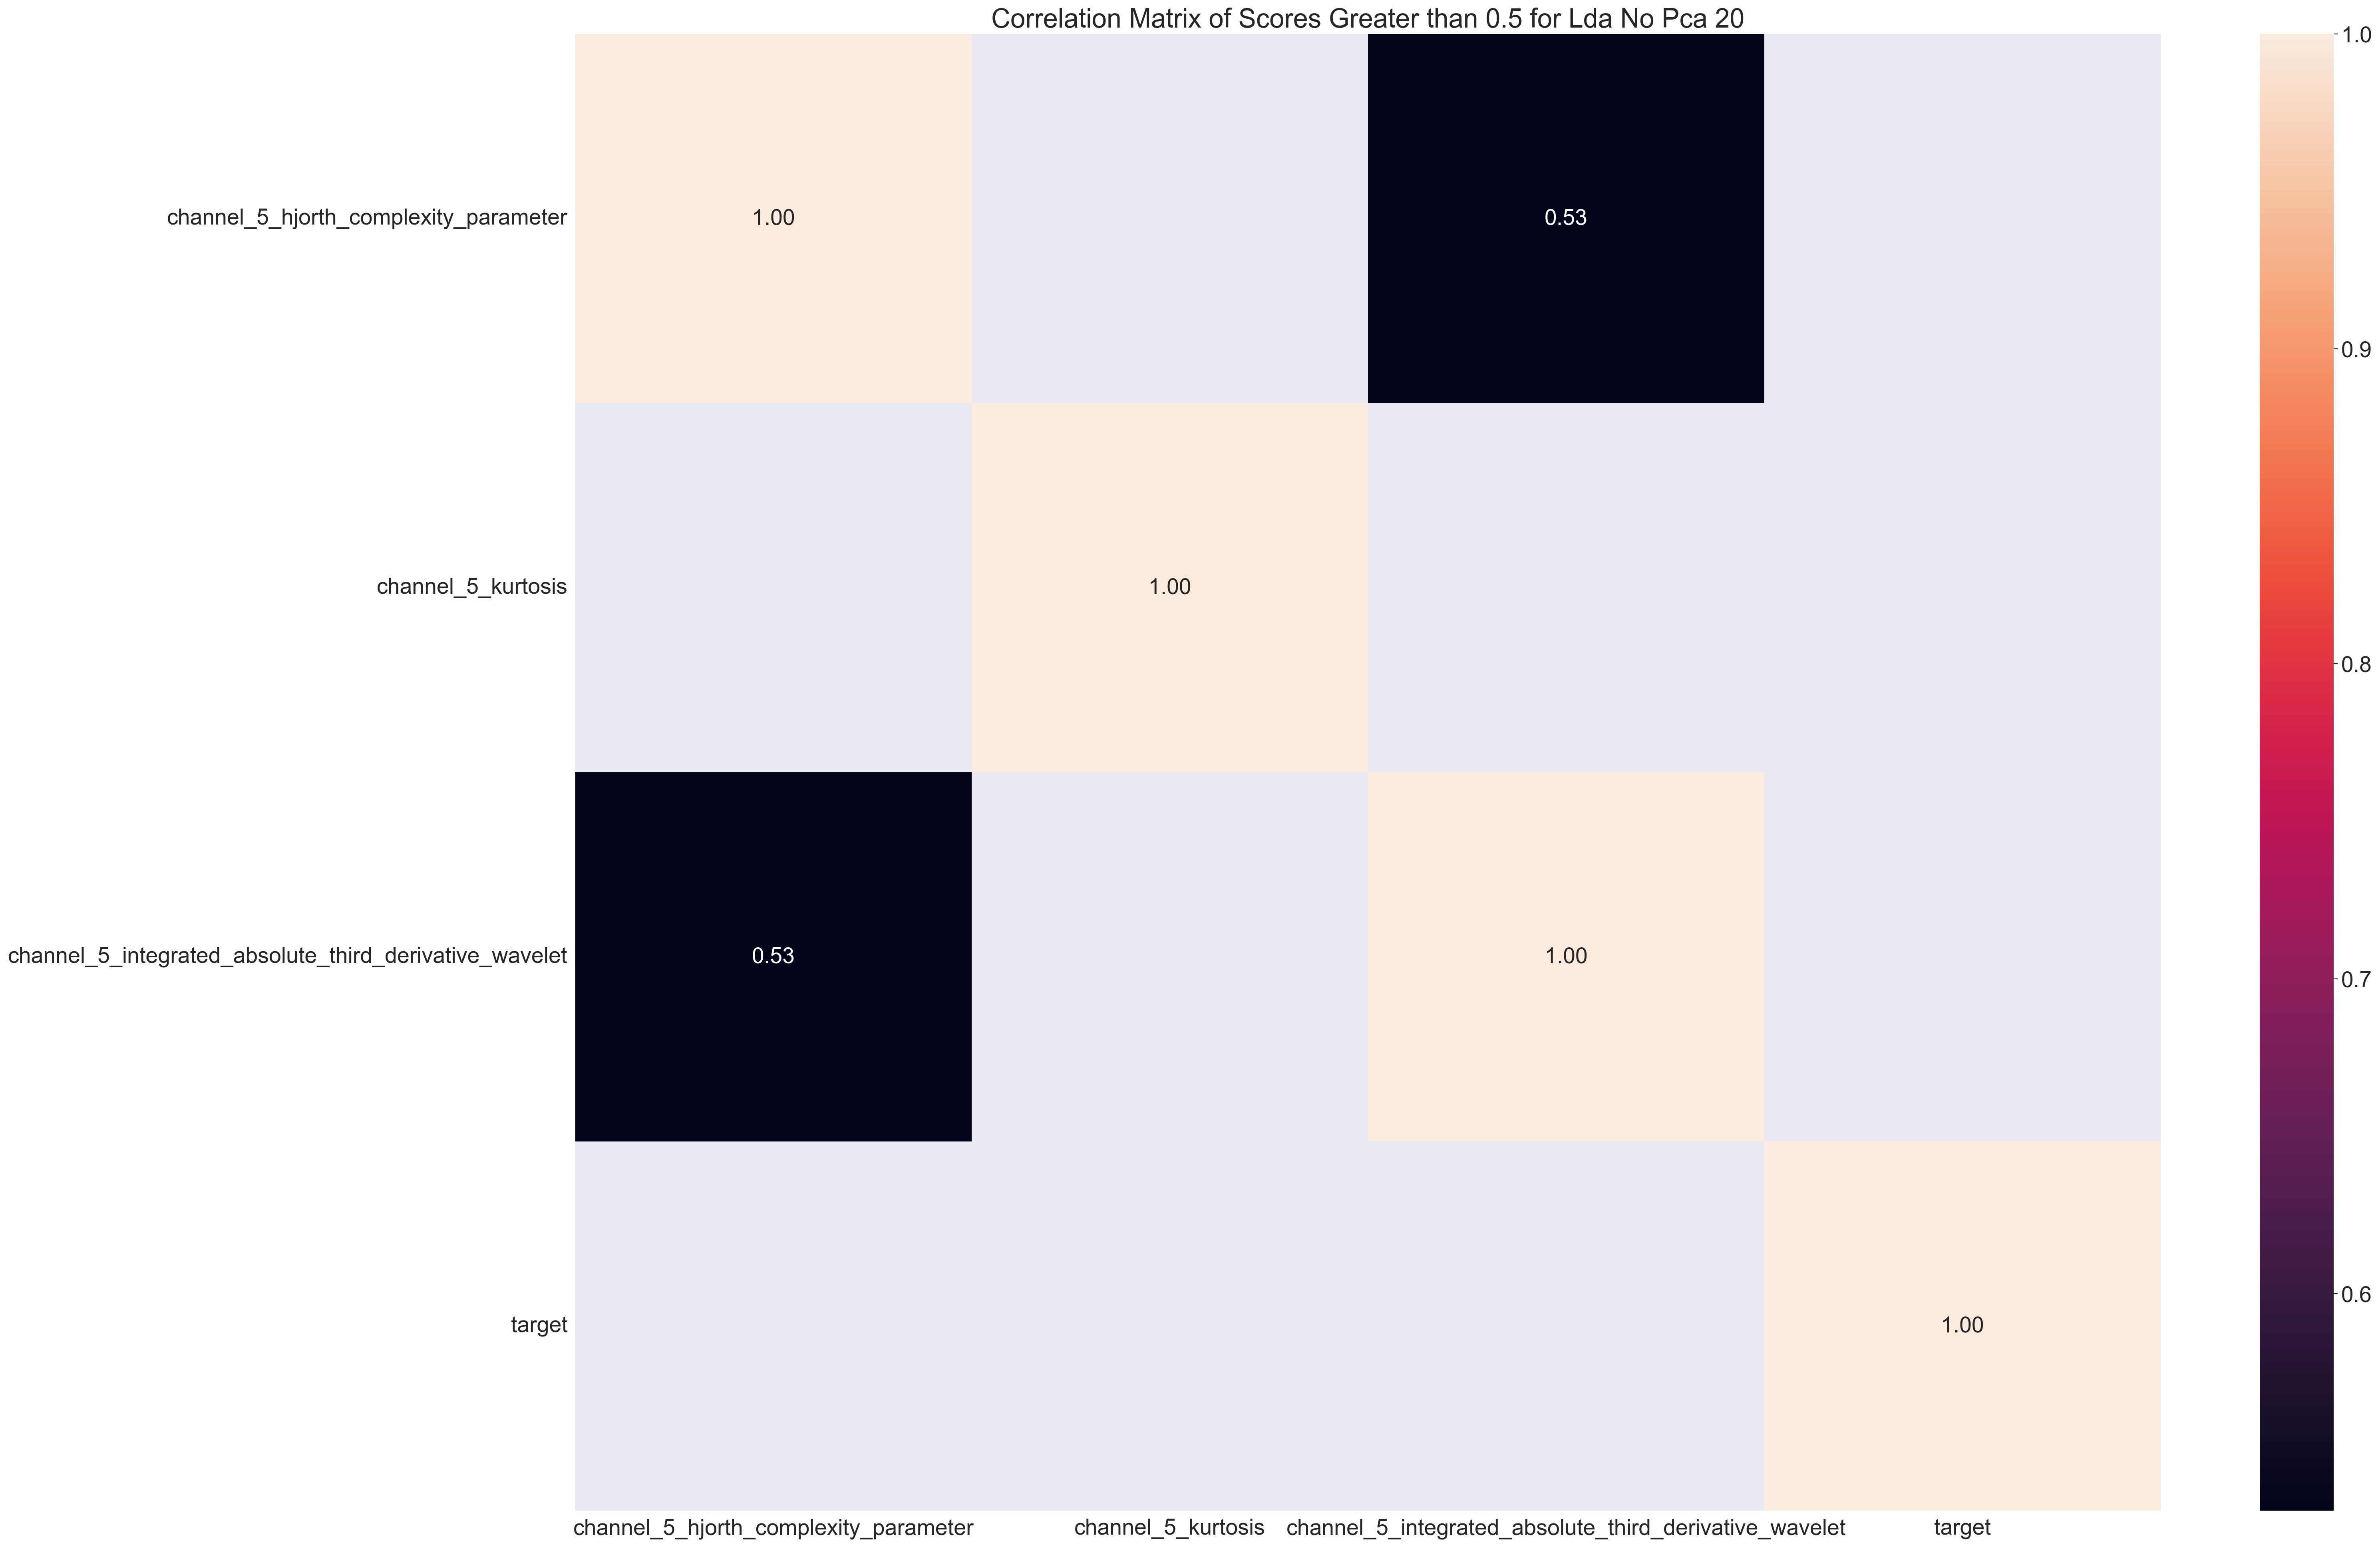 Correlation Matrix of Scores Greater than 0.5 for Lda No Pca 20
channel_5_hjorth_complexity_parameter
1.00
0.53
channel_5_kurtosis
1.00
channel_5_integrated_absolute_third_derivative_wavelet
0.53
1.00
target
1.00
channel_5_hjorth_complexity_parameter
channel_5_kurtosis
channel_5_integrated_absolute_third_derivative_wavelet
target
1.0
0.9
0.8
0.7
0.6